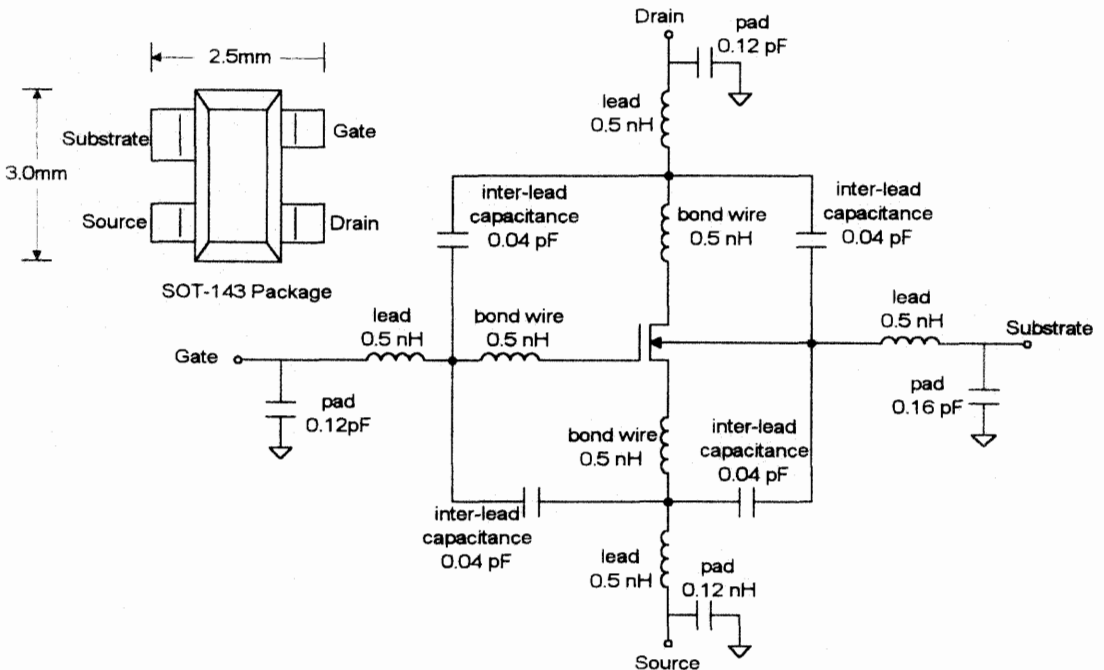 Drain
pad
0.12 pF
2.5mm
lead
0.5 nH
Substrate
Gate
3.0mm
inter-lead
capacitance
0.04 pF
bond wire
0.5 nH
inter-lead
capacitance
0.04 pF
Source
Drain
SOT-143 Package
lead
0.5 nH
bond wire
0.5 nH
lead
0.5 nH
Substrate
Gate
pad
0.12pF
pad
0.16 pF
bond wire
0.5 nH
inter-lead
capacitance
0.04 pF
inter-lead
capacitance
0.04 pF
lead
0.5 nH
pad
0.12 nH
Source